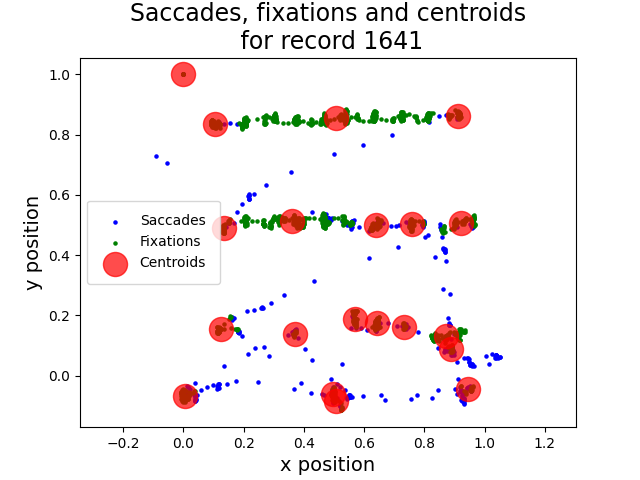 Saccades, fixations and centroids
for record 1641
y position
1.0
0.8
0.6
0.4
0.2
0.0
Saccades
Fixations
Centroids
−0.2
0.0
0.2
0.4
0.6
0.8
1.0
1.2
x position